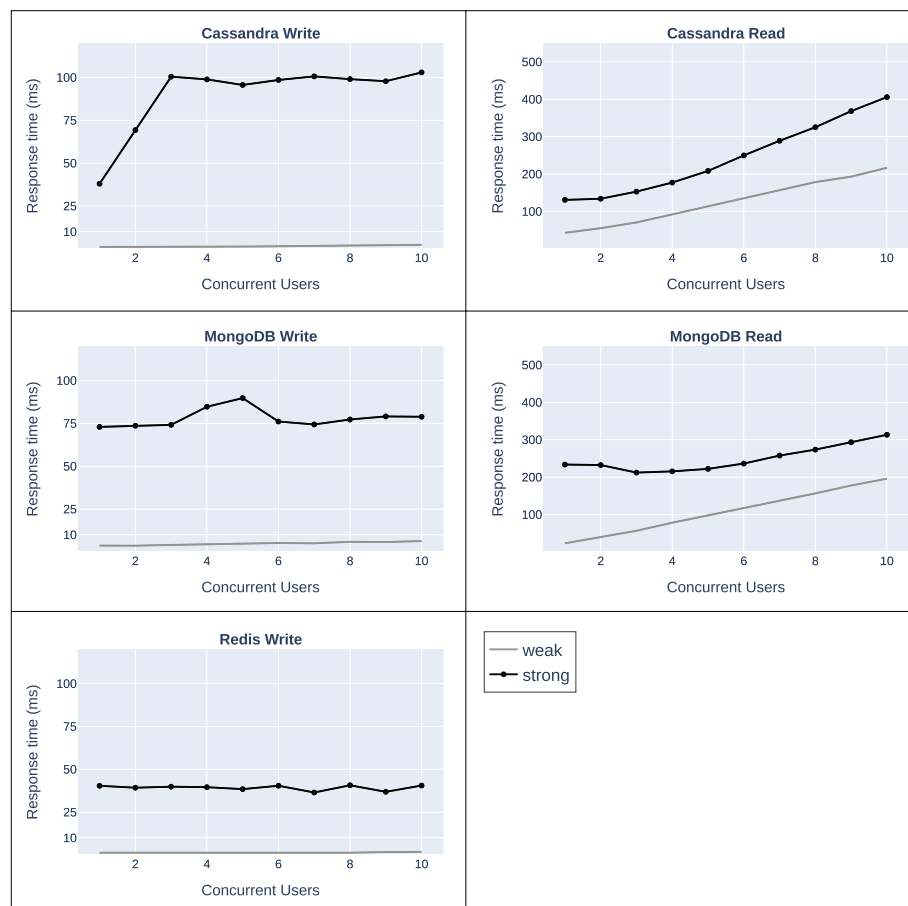 Cassandra Write
Response time (ms)
100
75
50
25
10
2 4 6 8 10
Concurrent Users
Cassandra Read
Response time (ms)
500
400
300
200
100
2 4 6 8 10
Concurrent Users
MongoDB Write
Response time (ms)
100
75
50
25
10
2 4 6 8 10
Concurrent Users
MongoDB Read
Response time (ms)
500
400
300
200
100
2 4 6 8 10
Concurrent Users
Redis Write
Response time (ms)
100
75
50
25
10
2 4 6 8 10
Concurrent Users
weak
strong